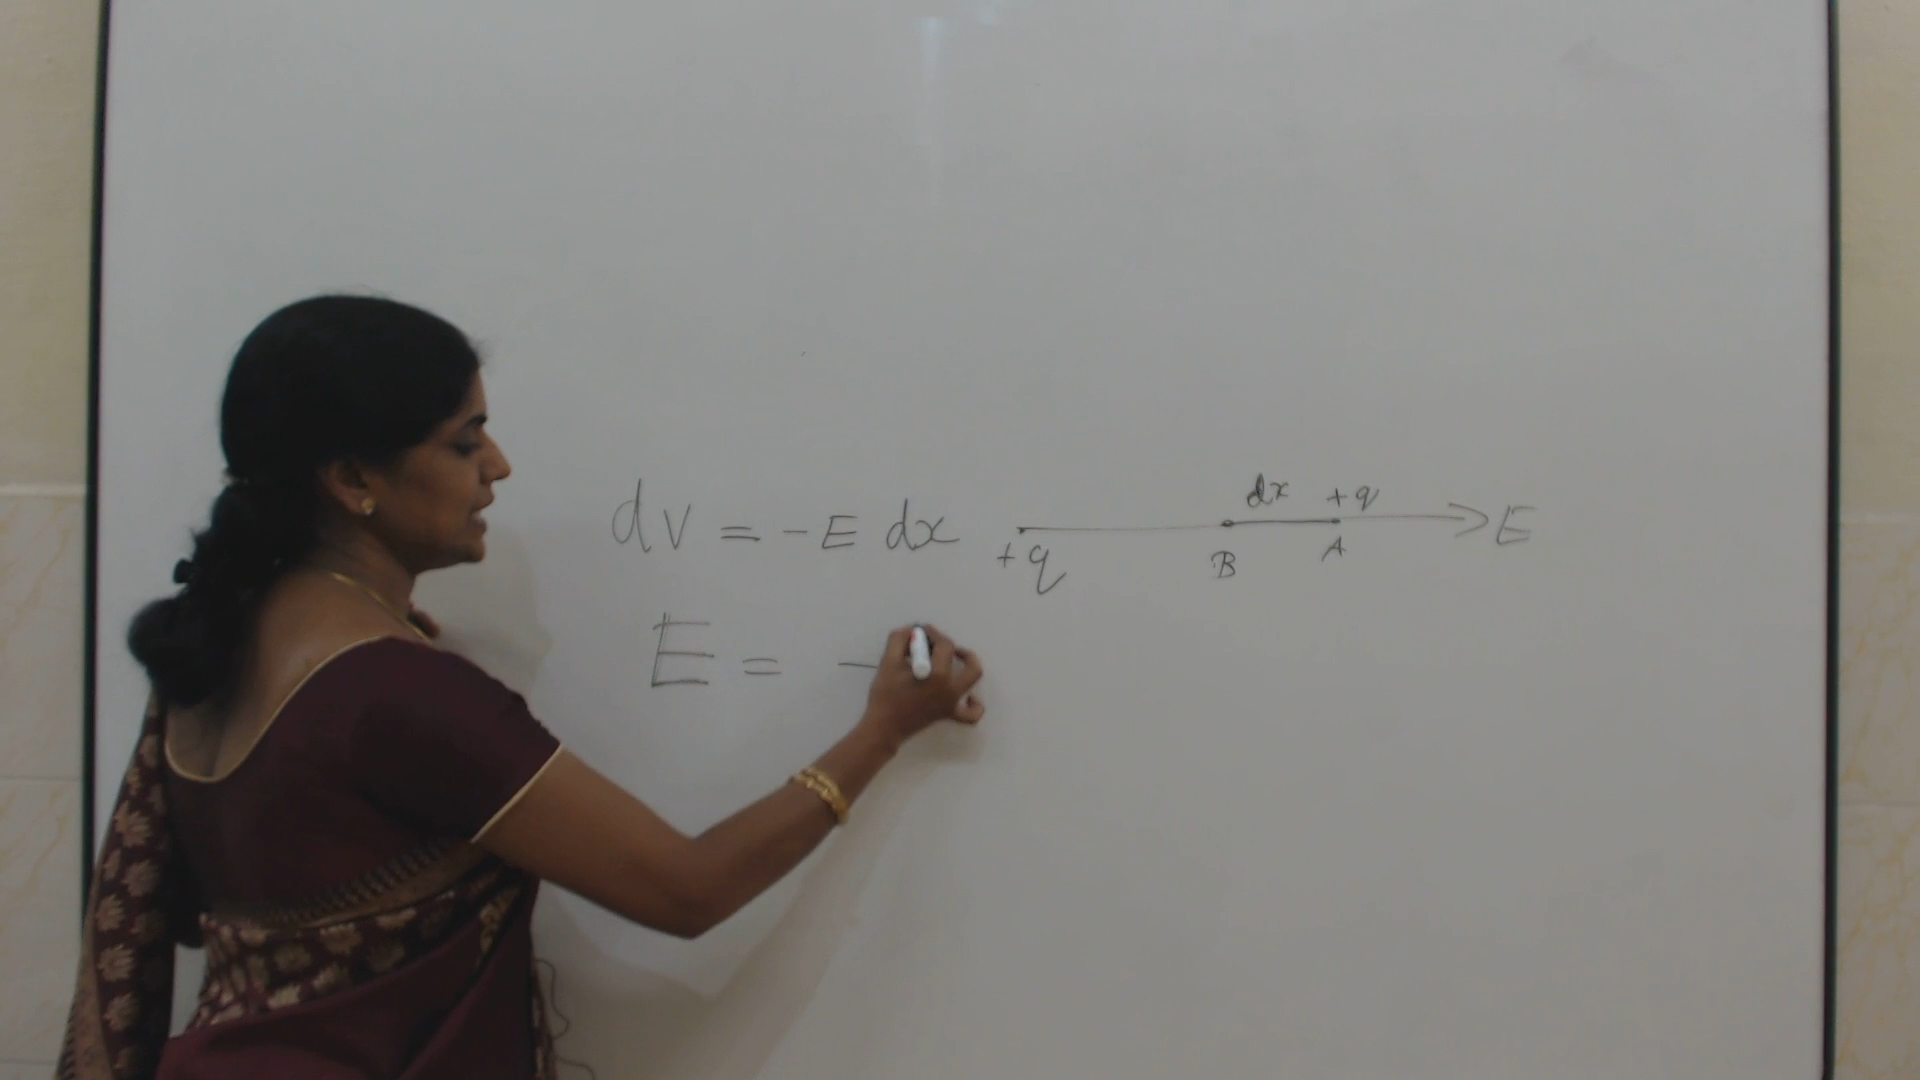 dV = -E dx
E = -
dx +q
+q B A E